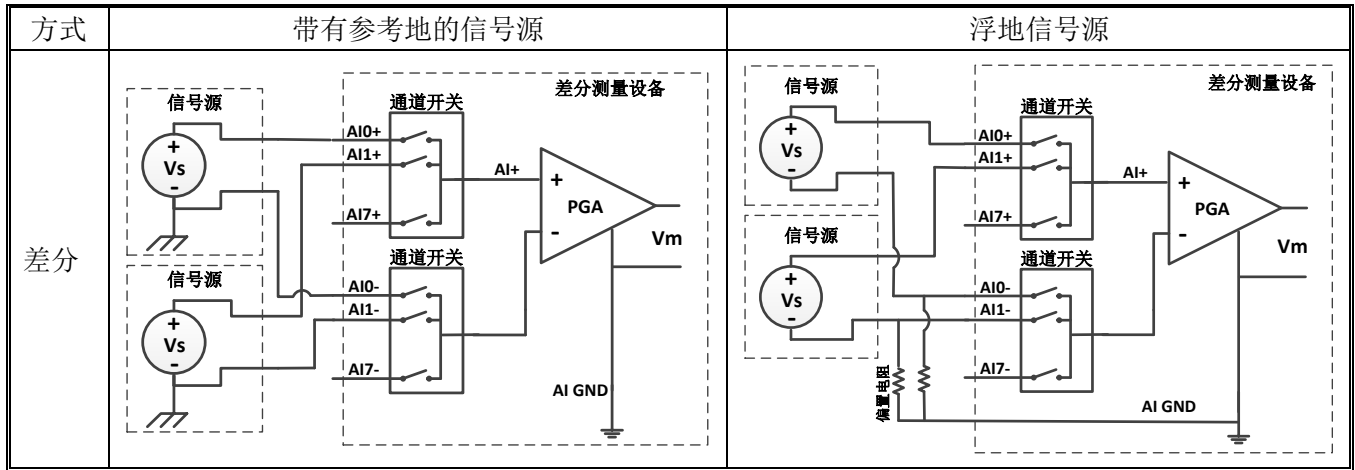 方式
带有参考地的信号源
浮地信号源
差分
信号源
+
Vs
-
信号源
+
Vs
-
差分测量设备
通道开关
AI0+
AI1+
AI7+
AI+
+
PGA
-
Vm
通道开关
AI0-
AI1-
AI7-
AI GND
信号源
+
Vs
-
信号源
+
Vs
-
差分测量设备
通道开关
AI0+
AI1+
AI7+
AI+
+
PGA
-
Vm
通道开关
AI0-
AI1-
AI7-
偏置电阻
AI GND